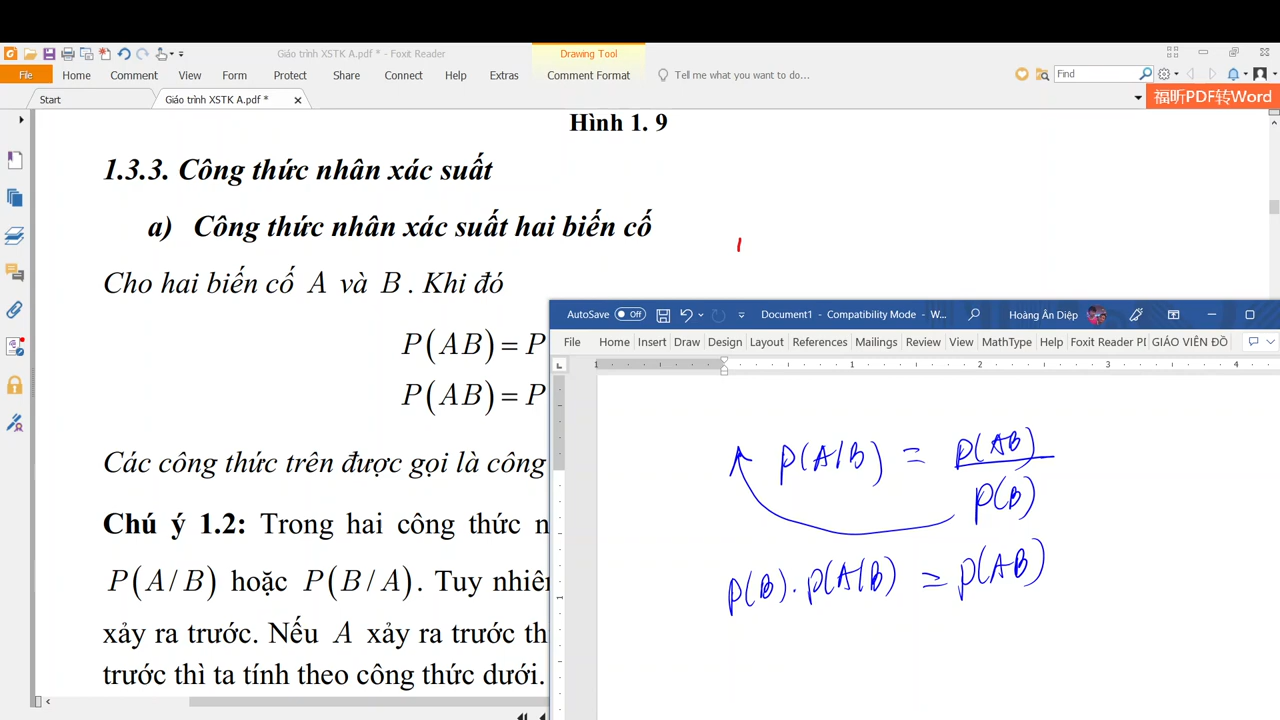 Giáo trình XSTK A.pdf * - Foxit Reader
Drawing Tool
File Home Comment View Form Protect Share Connect Help Extras Comment Format Tell me what you want to do... Find
Start Giáo trình XSTK A.pdf * 福昕PDF转Word
Hình 1. 9
1.3.3. Công thức nhân xác suất
a) Công thức nhân xác suất hai biến cố
Cho hai biến cố A và B . Khi đó
P(AB) = P
P(AB) = P
Các công thức trên được gọi là công
Chú ý 1.2: Trong hai công thức n
P(A/B) hoặc P(B/A). Tuy nhiên
xảy ra trước. Nếu A xảy ra trước th
trước thì ta tính theo công thức dưới.
AutoSave Off Document1 - Compatibility Mode - W... Hoàng Ân Diệp
File Home Insert Draw Design Layout References Mailings Review View MathType Help Foxit Reader PI GIÁO VIÊN ĐỒ
1 1 2 3 4
P(A/B) = P(AB)
P(B)
P(B).P(A/B) = P(AB)